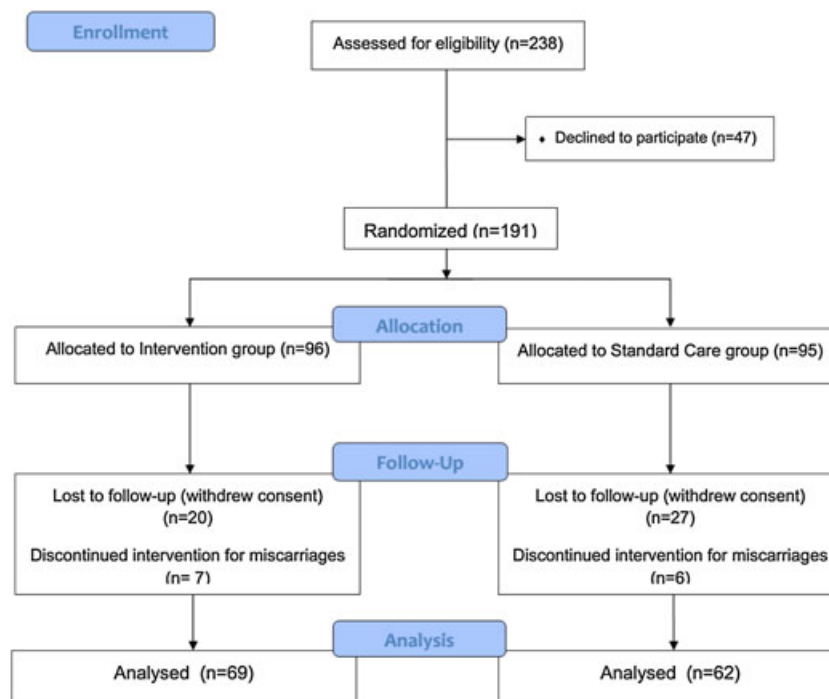 Enrollment
Assessed for eligibility (n=238)
♦ Declined to participate (n=47)
Randomized (n=191)
Allocation
Allocated to Intervention group (n=96)
Allocated to Standard Care group (n=95)
Follow-Up
Lost to follow-up (withdrew consent)
(n=20)
Discontinued intervention for miscarriages
(n= 7)
Lost to follow-up (withdrew consent)
(n=27)
Discontinued intervention for miscarriages
(n=6)
Analysis
Analysed (n=69)
Analysed (n=62)